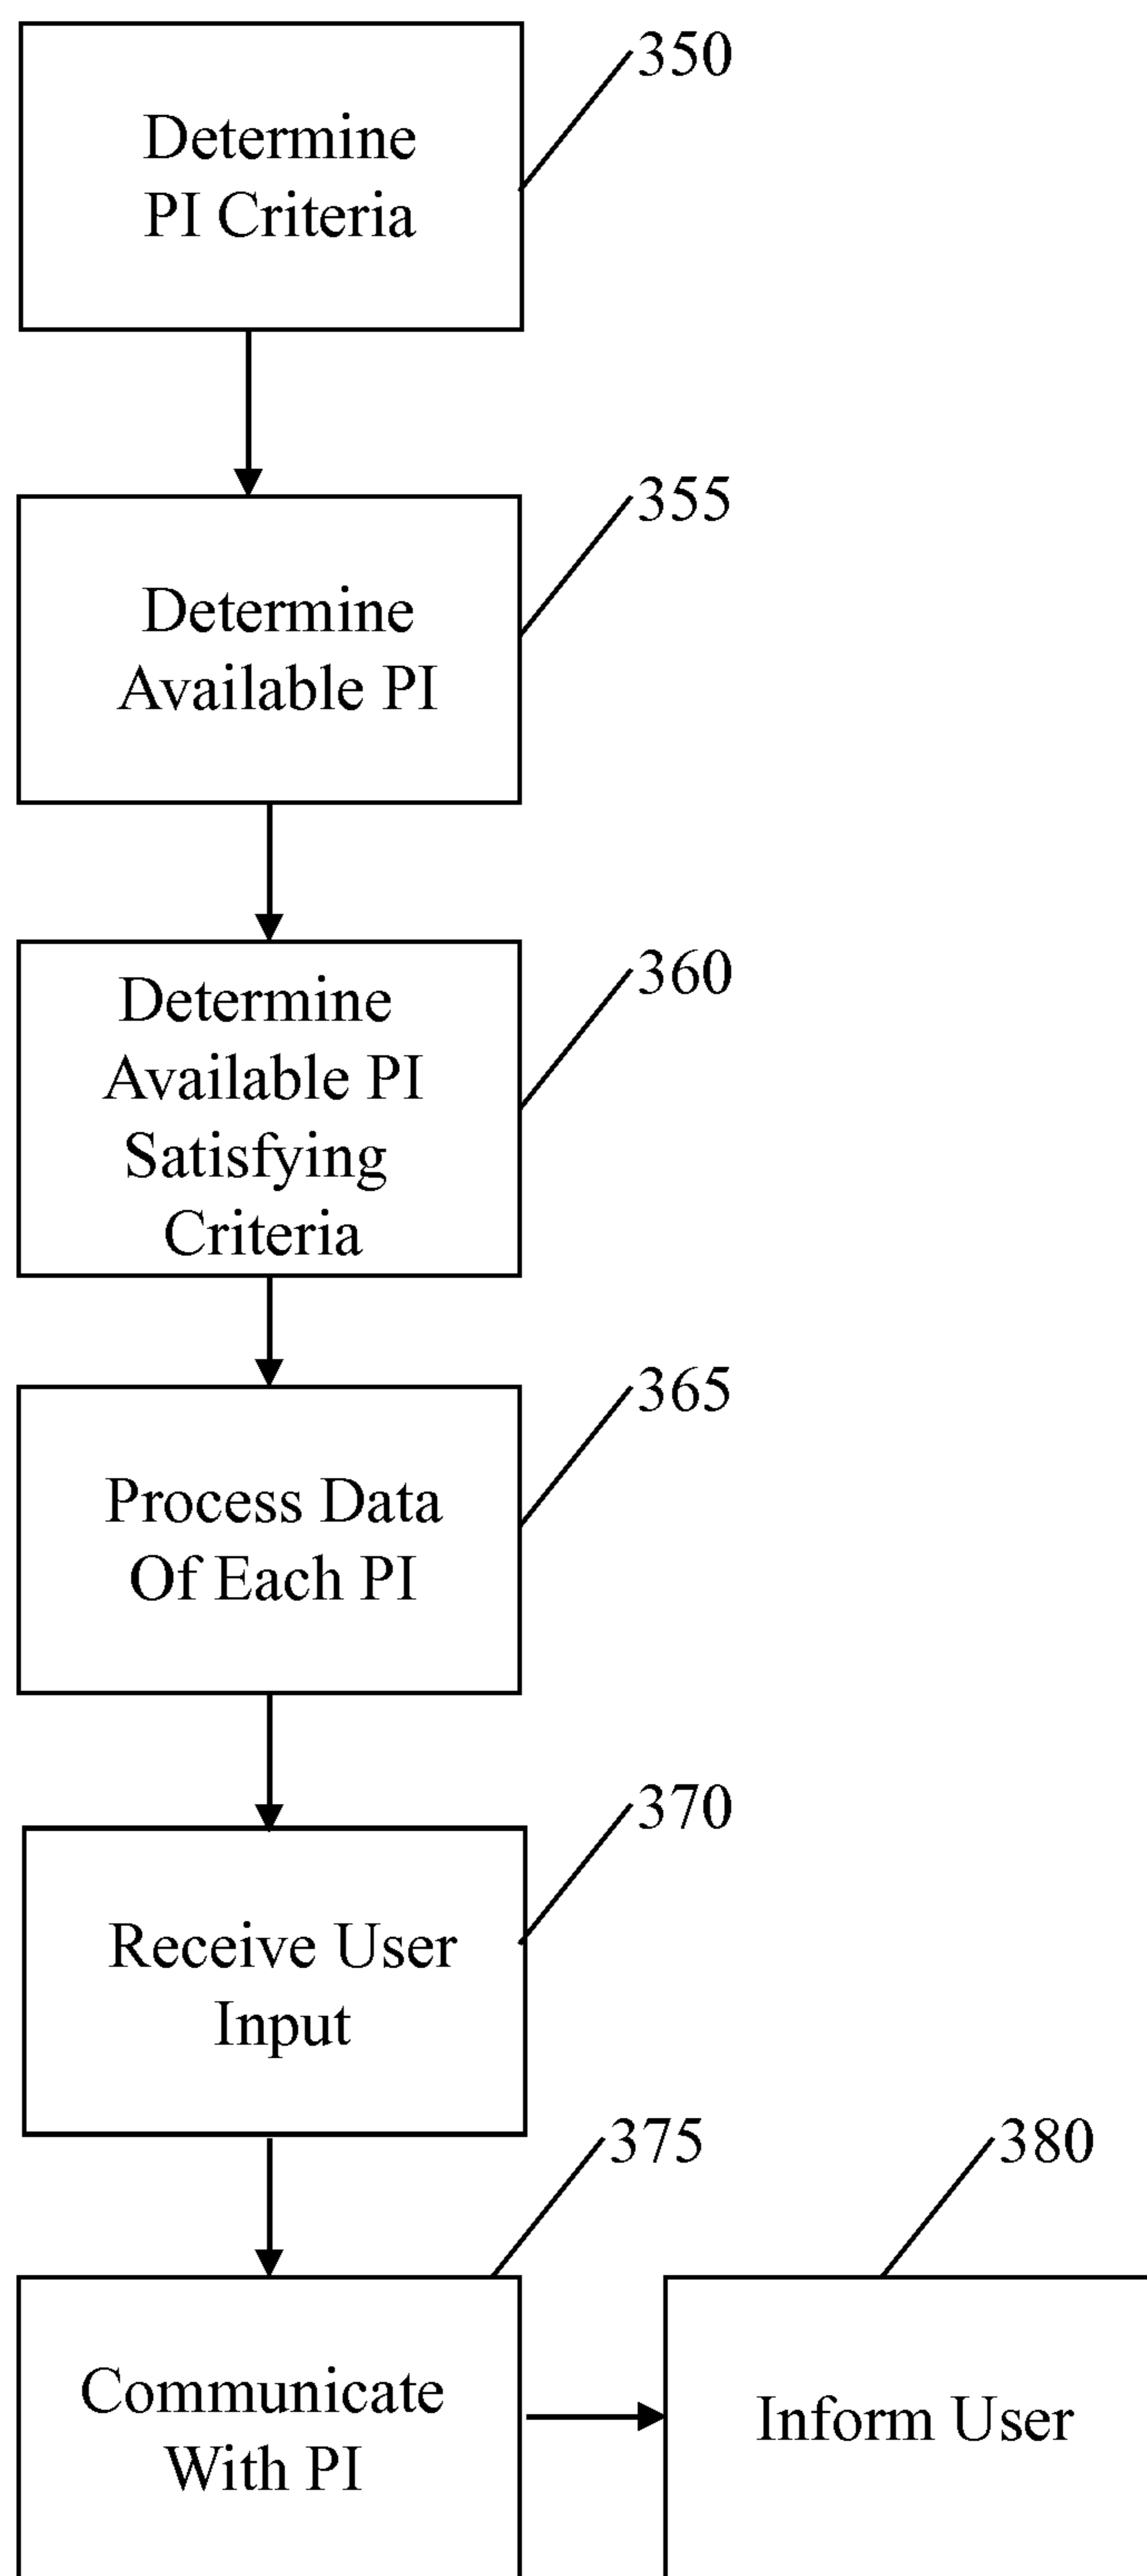 350
Determine
PI Criteria
355
Determine
Available PI
360
Determine
Available PI
Satisfying
Criteria
365
Process Data
Of Each PI
370
Receive User
Input
375
380
Communicate
With PI
Inform User